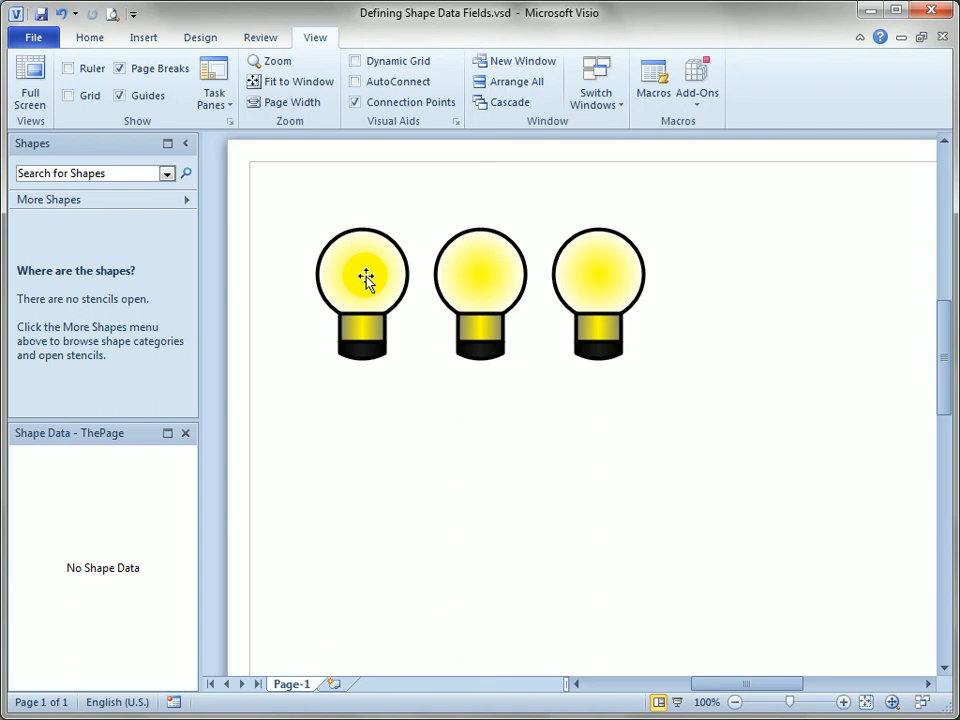 Defining Shape Data Fields.vsd - Microsoft Visio
File Home Insert Design Review View
Ruler Page Breaks
Grid Guides
Full Screen
Task Panes
Views
Show
Zoom
Fit to Window
Page Width
Zoom
Dynamic Grid
AutoConnect
Connection Points
Visual Aids
New Window
Arrange All
Cascade
Switch Windows
Window
Macros
Add-Ons
Macros
Shapes
Search for Shapes
More Shapes
Where are the shapes?
There are no stencils open.
Click the More Shapes menu
above to browse shape categories
and open stencils.
Shape Data - ThePage
No Shape Data
Page-1
Page 1 of 1 English (U.S.) 100%